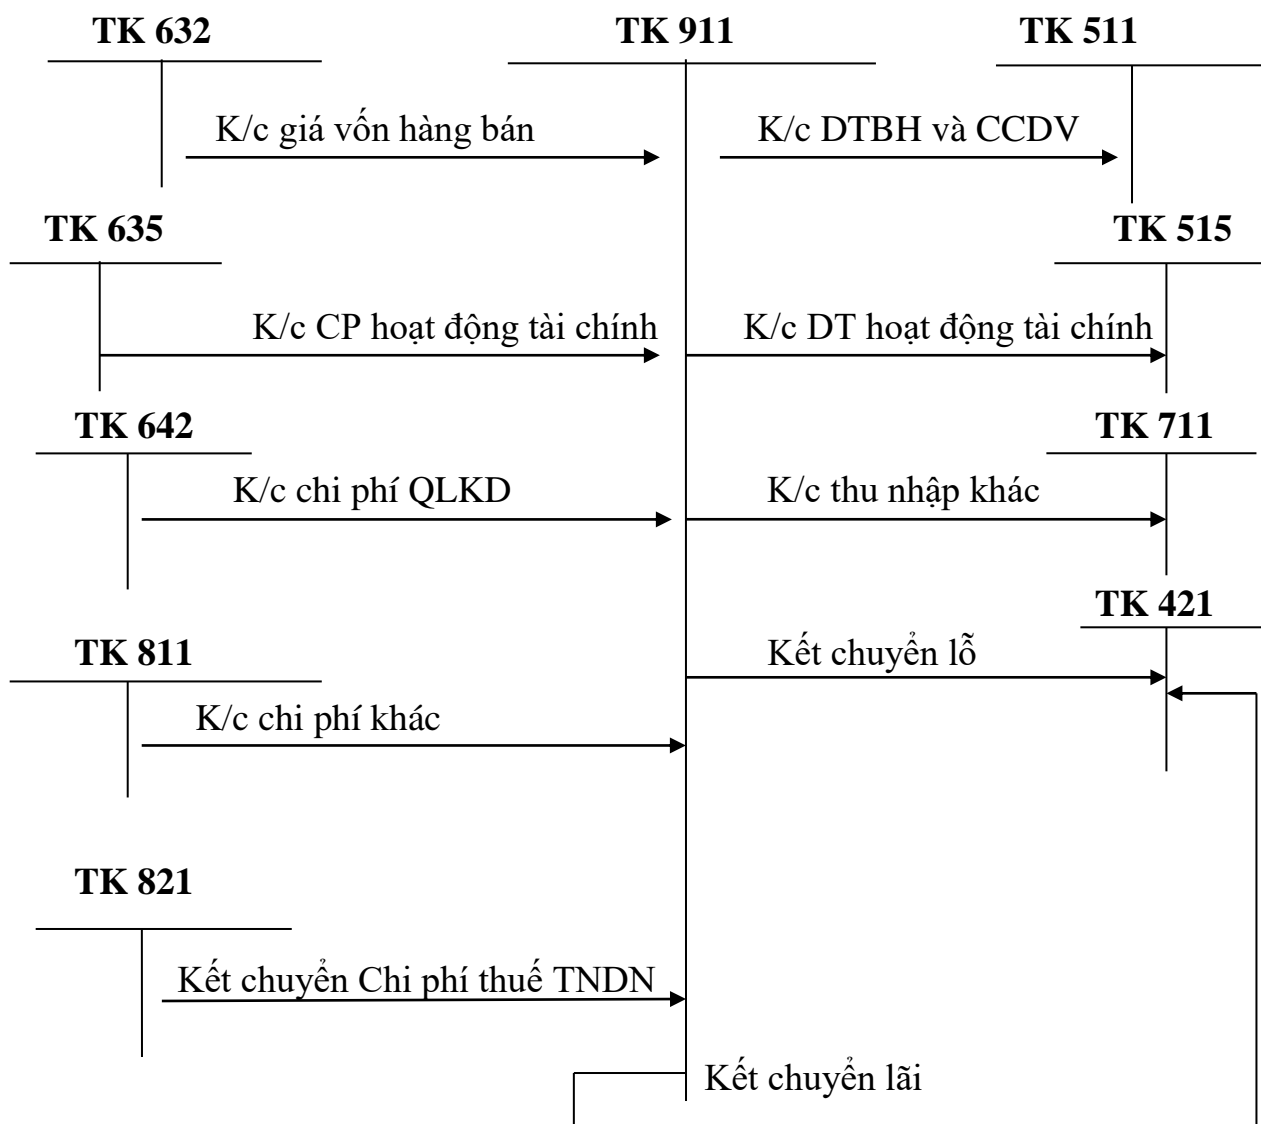 TK 632
TK 911
TK 511
K/c giá vốn hàng bán
K/c DTBH và CCDV
TK 635
TK 515
K/c CP hoạt động tài chính
K/c DT hoạt động tài chính
TK 642
TK 711
K/c chi phí QLKD
K/c thu nhập khác
TK 421
TK 811
Kết chuyển lỗ
K/c chi phí khác
TK 821
Kết chuyển Chi phí thuế TNDN
Kết chuyển lãi